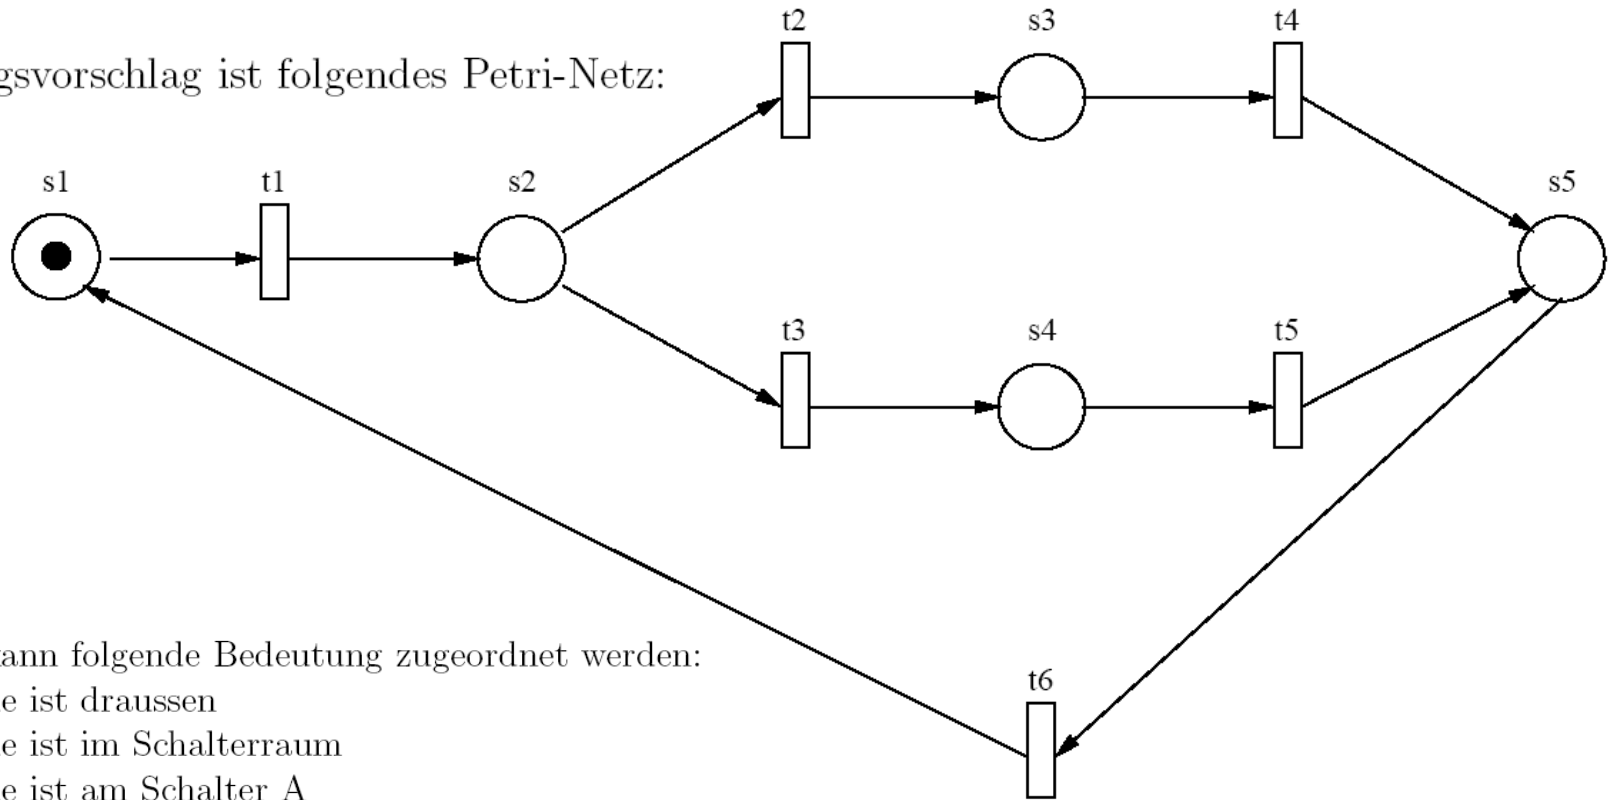 t2 s3 t4
gsvorschlag ist folgendes Petri-Netz:
s1 t1 s2 s5
t3 s4 t5
kann folgende Bedeutung zugeordnet werden:
e ist draussen
t6
e ist im Schalterraum
e ist am Schalter A